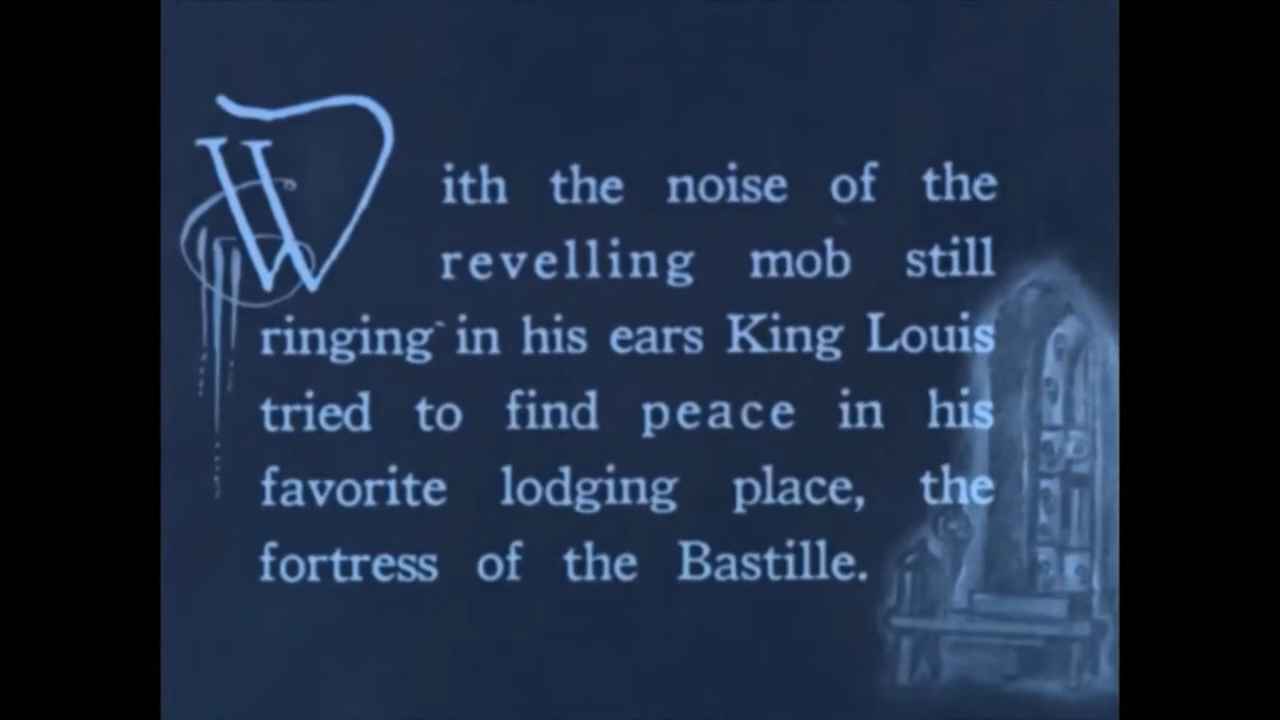 With the noise of the
revelling mob still
ringing in his ears King Louis
tried to find peace in his
favorite lodging place, the
fortress of the Bastille.